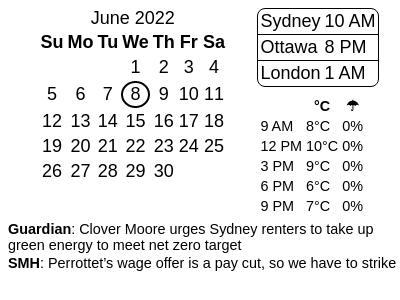 June 2022
Su Mo Tu We Th Fr Sa
1 2 3 4
5 6 7 8 9 10 11
12 13 14 15 16 17 18
19 20 21 22 23 24 25
26 27 28 29 30
Sydney 10 AM
Ottawa 8 PM
London 1 AM
°C ☂
9 AM 8°C 0%
12 PM 10°C 0%
3 PM 9°C 0%
6 PM 6°C 0%
9 PM 7°C 0%
Guardian: Clover Moore urges Sydney renters to take up
green energy to meet net zero target
SMH: Perrottet’s wage offer is a pay cut, so we have to strike